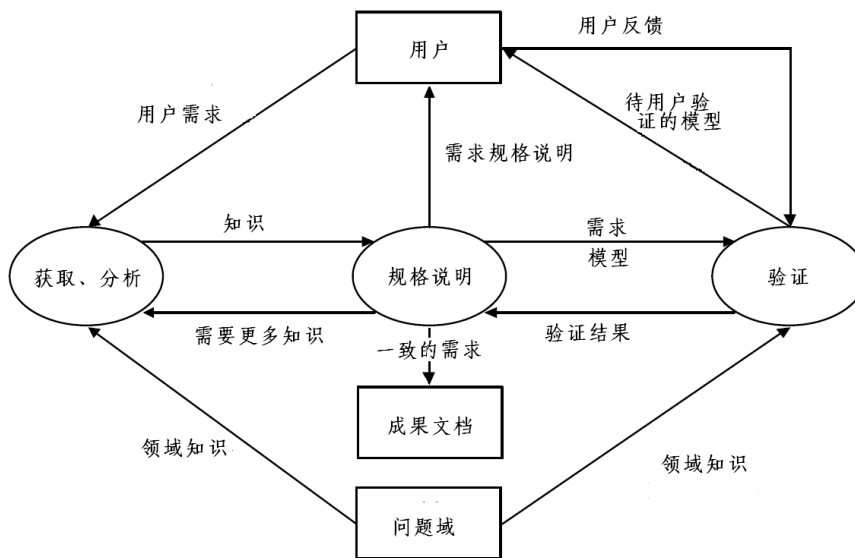 用户反馈
用户
待用户验
证的模型
用户需求
需求规格说明
知识
需求
模型
获取、分析
规格说明
验证
需要更多知识
验证结果
一致的需求
成果文档
领域知识
领域知识
问题域